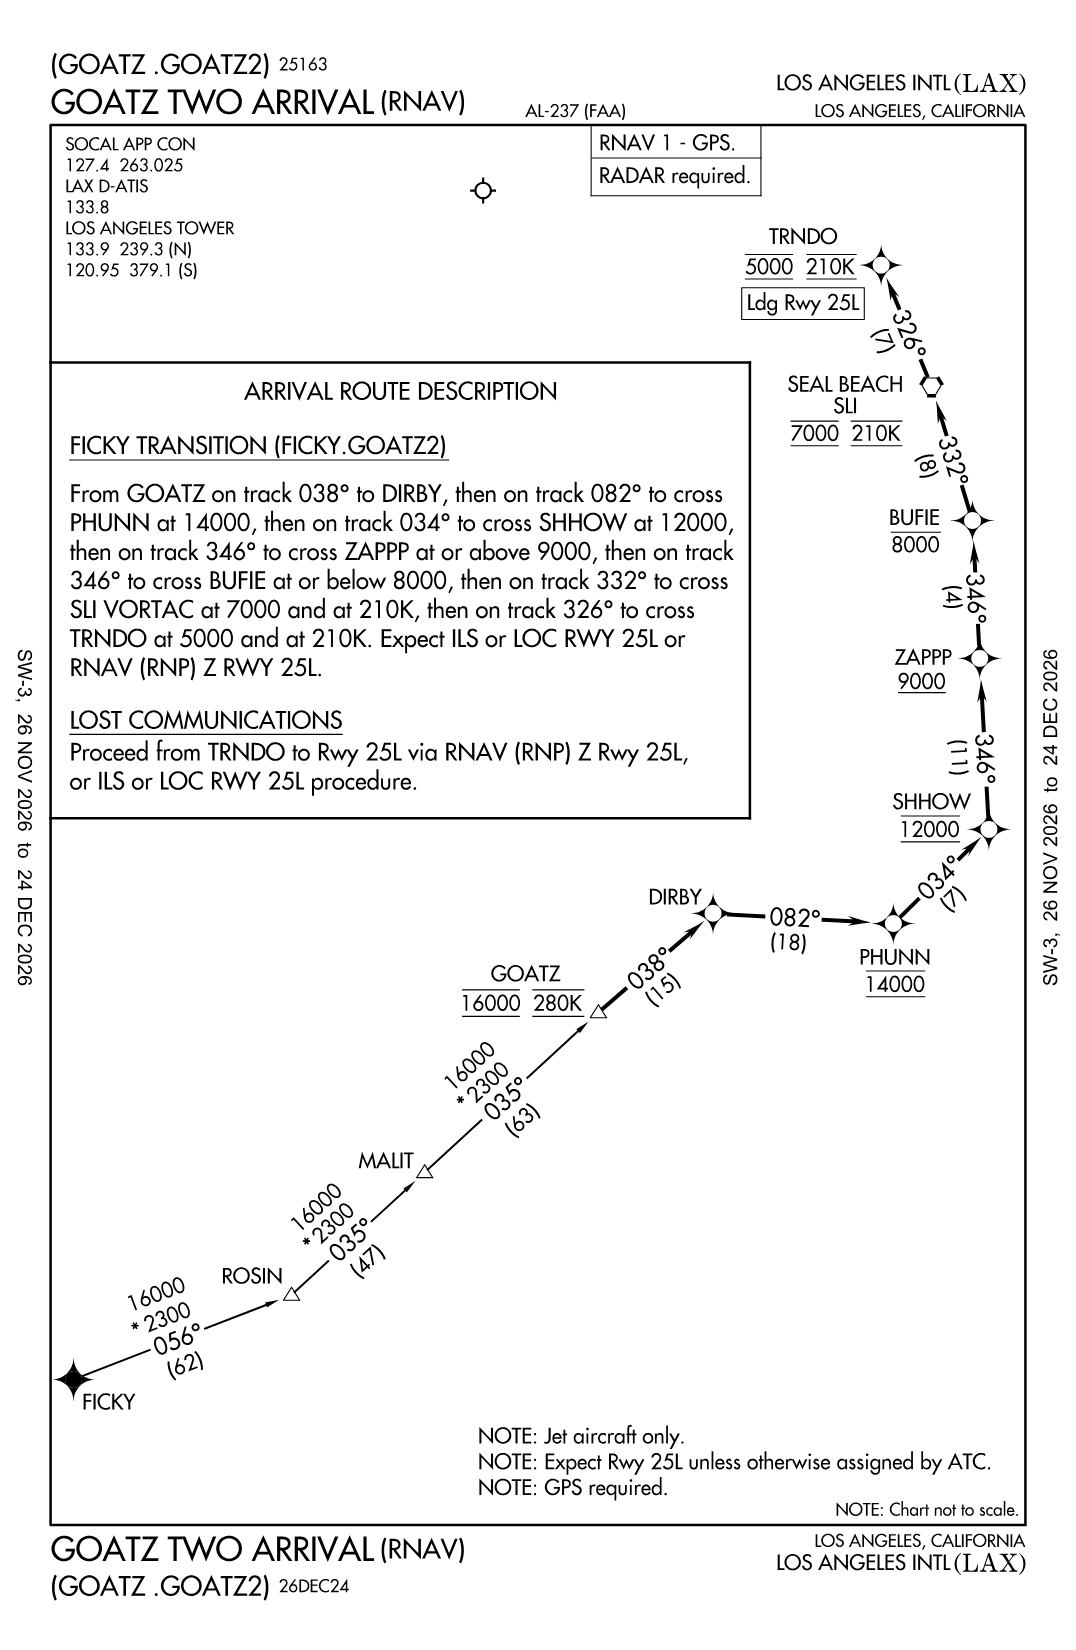 (GOATZ .GOATZ2) 25163
GOATZ TWO ARRIVAL (RNAV)
AL-237 (FAA)
LOS ANGELES INTL (LAX)
LOS ANGELES, CALIFORNIA
SOCAL APP CON
127.4 263.025
LAX D-ATIS
133.8
LOS ANGELES TOWER
133.9 239.3 (N)
120.95 379.1 (S)
RNAV 1 - GPS.
RADAR required.
TRNDO
5000 210K
Ldg Rwy 25L
326°
(7)
SEAL BEACH
SLI
7000 210K
332°
(8)
BUFIE
8000
346°
(4)
ZAPPP
9000
346°
(11)
SHHOW
12000
034°
(7)
ARRIVAL ROUTE DESCRIPTION
FICKY TRANSITION (FICKY.GOATZ2)
From GOATZ on track 038° to DIRBY, then on track 082° to cross
PHUNN at 14000, then on track 034° to cross SHHOW at 12000,
then on track 346° to cross ZAPPP at or above 9000, then on track
346° to cross BUFIE at or below 8000, then on track 332° to cross
SLI VORTAC at 7000 and at 210K, then on track 326° to cross
TRNDO at 5000 and at 210K. Expect ILS or LOC RWY 25L or
RNAV (RNP) Z RWY 25L.
LOST COMMUNICATIONS
Proceed from TRNDO to Rwy 25L via RNAV (RNP) Z Rwy 25L,
or ILS or LOC RWY 25L procedure.
SW-3, 26 NOV 2026 to 24 DEC 2026
SW-3, 26 NOV 2026 to 24 DEC 2026
DIRBY
082°
(18)
PHUNN
14000
038°
(15)
GOATZ
16000 280K
16000
*2300
035°
(63)
MALIT
16000
*2300
035°
(47)
ROSIN
16000
*2300
056°
(62)
FICKY
NOTE: Jet aircraft only.
NOTE: Expect Rwy 25L unless otherwise assigned by ATC.
NOTE: GPS required.
NOTE: Chart not to scale.
GOATZ TWO ARRIVAL (RNAV)
(GOATZ .GOATZ2) 26DEC24
LOS ANGELES, CALIFORNIA
LOS ANGELES INTL (LAX)